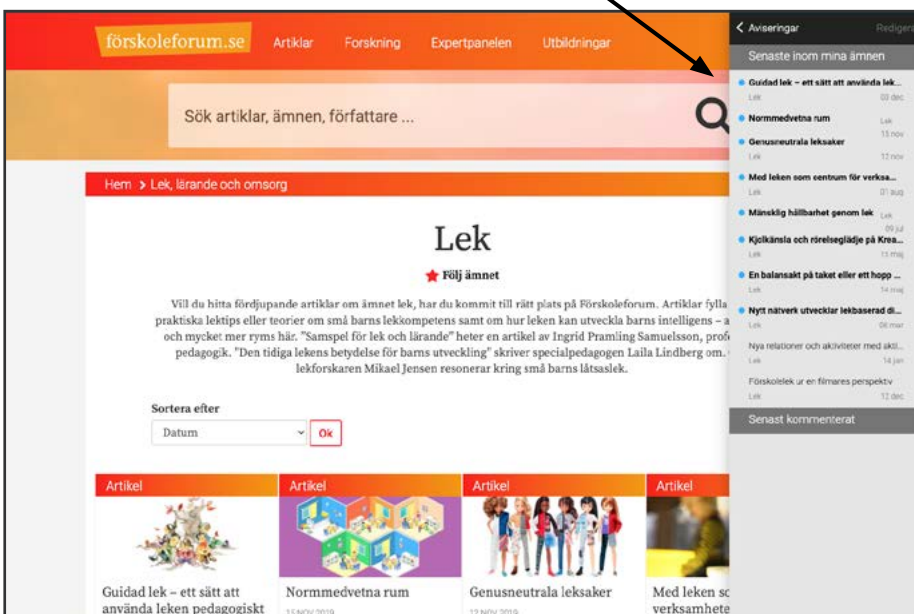 förskoleforum.se
Artiklar
Forskning
Expertpanelen
Utbildningar
Sök artiklar, ämnen, författare ...
Hem > Lek, lärande och omsorg
Lek
Följ ämnet
Vill du hitta fördjupande artiklar om ämnet lek, har du kommit till rätt plats på Förskoleforum. Artiklar fylla
praktiska lektips eller teorier om små barns lekkompetens samt om hur leken kan utveckla barns intelligens – a
och mycket mer ryms här. "Samspel för lek och lärande" heter en artikel av Ingrid Pramling Samuelsson, profe
pedagogik. "Den tidiga lekens betydelse för barns utveckling" skriver specialpedagogen Laila Lindberg om.
lekforskaren Mikael Jensen resonerar kring små barns låtsaslek.
Sortera efter
Datum
Ok
Artikel
Guidad lek – ett sätt att
använda leken pedagogiskt
Artikel
Normmedvetna rum
15 NOV 2019
Artikel
Genusneutrala leksaker
12 NOV 2019
Artikel
Med leken so
verksamhete
Aviseringar
Redigera
Senaste inom mina ämnen
Guidad lek – ett sätt att använda lek...
Lek
03 dec
Normmedvetna rum
Lek
15 nov
Genusneutrala leksaker
Lek
12 nov
Med leken som centrum för verksa...
Lek
01 aug
Mänsklig hållbarhet genom lek
Lek
09 jul
Kjolkänsla och rörelseglädje på Krea...
Lek
15 maj
En balansakt på taket eller ett hopp ...
Lek
14 maj
Nytt nätverk utvecklar lekbaserad di...
Lek
08 mar
Nya relationer och aktiviteter med akti...
Lek
14 jan
Förskolelek ur en filmares perspektiv
Lek
12 dec
Senast kommenterat